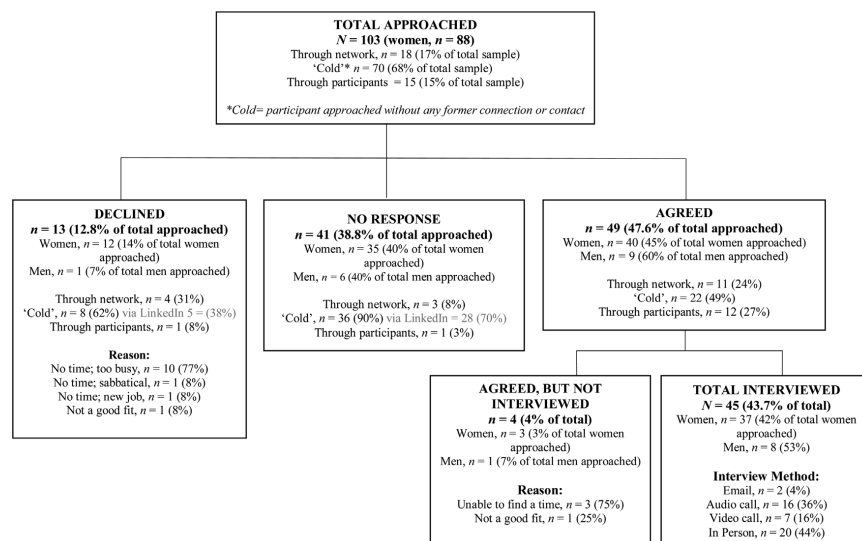 TOTAL APPROACHED
N = 103 (women, n = 88)
Through network, n = 18 (17% of total sample)
‘Cold’* n = 70 (68% of total sample)
Through participants = 15 (15% of total sample)
*Cold= participant approached without any former connection or contact
DECLINED
n = 13 (12.8% of total approached)
Women, n = 12 (14% of total women
approached)
Men, n = 1 (7% of total men approached)
Through network, n = 4 (31%)
‘Cold’, n = 8 (62%) via LinkedIn 5 = (38%)
Through participants, n = 1 (8%)
Reason:
No time; too busy, n = 10 (77%)
No time; sabbatical, n = 1 (8%)
No time; new job, n = 1 (8%)
Not a good fit, n = 1 (8%)
NO RESPONSE
n = 41 (38.8% of total approached)
Women, n = 35 (40% of total women
approached)
Men, n = 6 (40% of total men approached)
Through network, n = 3 (8%)
‘Cold’, n = 36 (90%) via LinkedIn = 28 (70%)
Through participants, n = 1 (3%)
AGREED
n = 49 (47.6% of total approached)
Women, n = 40 (45% of total women approached)
Men, n = 9 (60% of total men approached)
Through network, n = 11 (24%)
‘Cold’, n = 22 (49%)
Through participants, n = 12 (27%)
AGREED, BUT NOT
INTERVIEWED
n = 4 (4% of total)
Women, n = 3 (3% of total women
approached)
Men, n = 1 (7% of total men approached)
Reason:
Unable to find a time, n = 3 (75%)
Not a good fit, n = 1 (25%)
TOTAL INTERVIEWED
N = 45 (43.7% of total)
Women, n = 37 (42% of total women
approached)
Men, n = 8 (53%)
Interview Method:
Email, n = 2 (4%)
Audio call, n = 16 (36%)
Video call, n = 7 (16%)
In Person, n = 20 (44%)